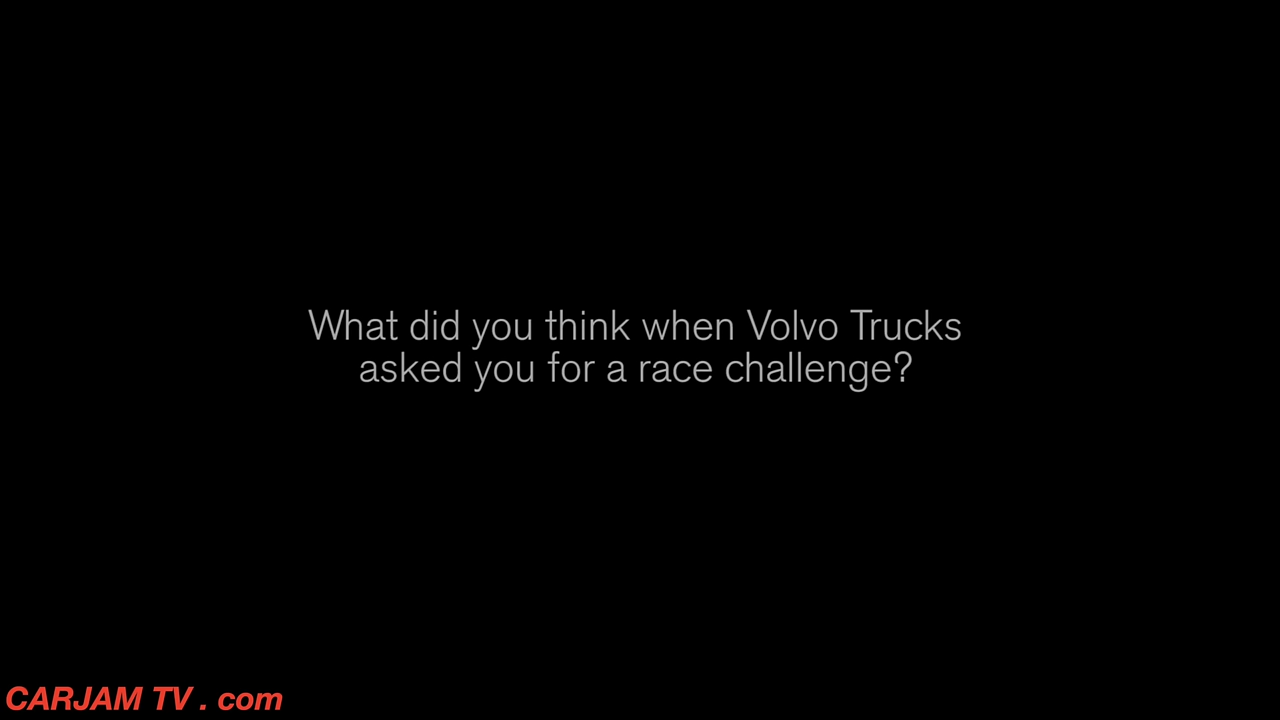 What did you think when Volvo Trucks
asked you for a race challenge?
CARJAM TV . com